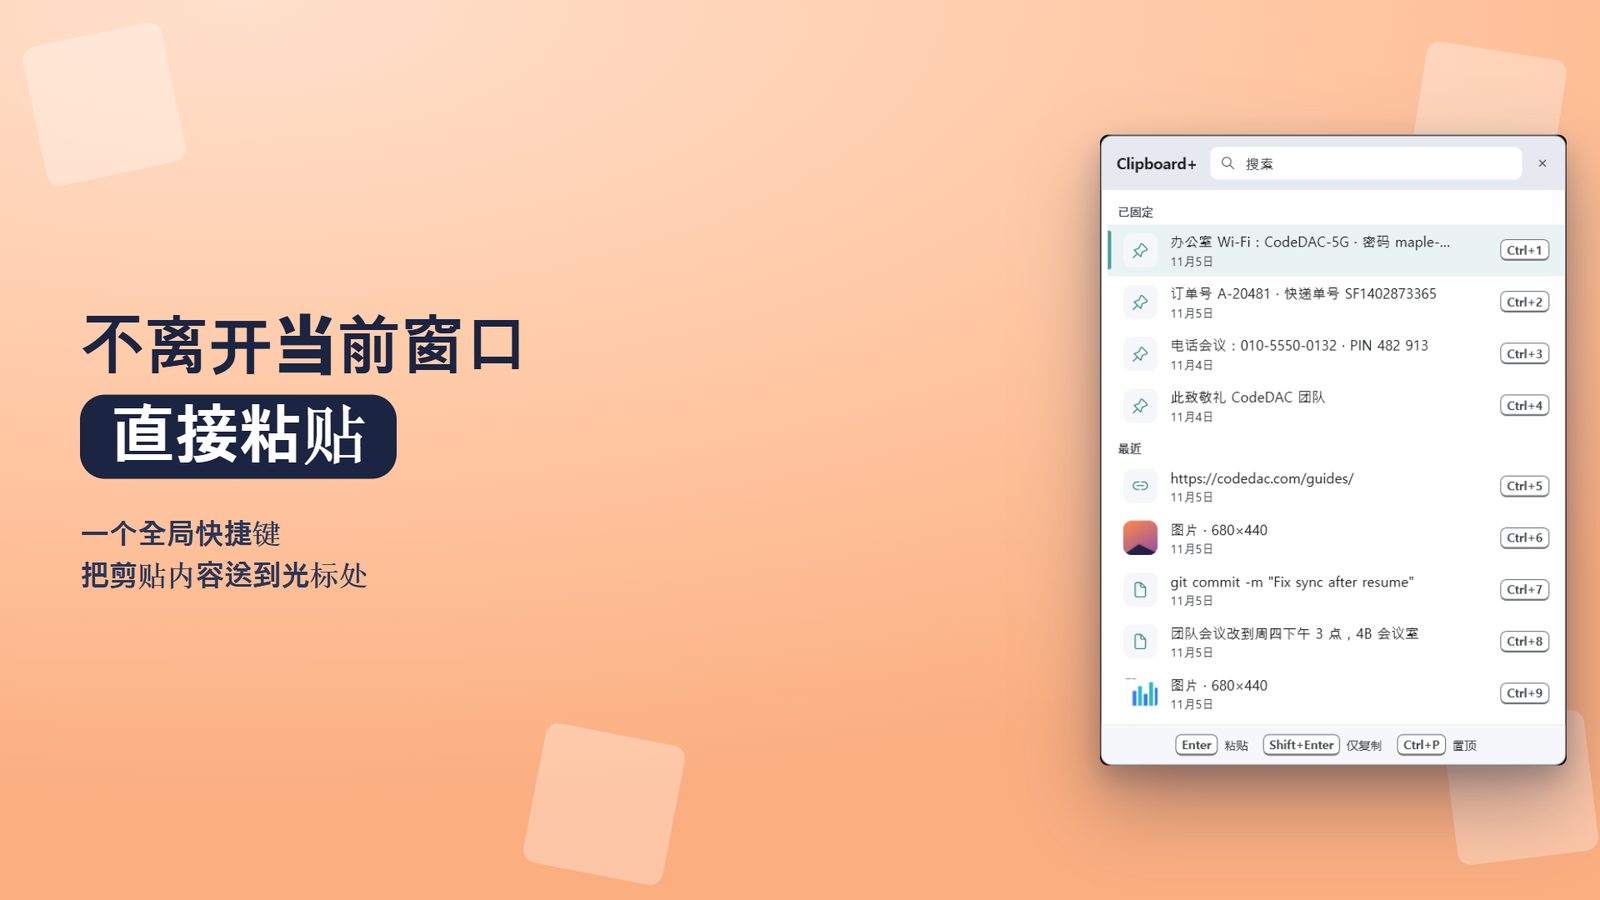 不离开当前窗口
直接粘贴
一个全局快捷键
把剪贴内容送到光标处
Clipboard+ 搜索 ×
已固定
办公室 Wi-Fi：CodeDAC-5G · 密码 maple-... Ctrl+1
11月5日
订单号 A-20481 · 快递单号 SF1402873365 Ctrl+2
11月5日
电话会议：010-5550-0132 · PIN 482 913 Ctrl+3
11月4日
此致敬礼 CodeDAC 团队 Ctrl+4
11月4日
最近
https://codedac.com/guides/ Ctrl+5
11月5日
图片 · 680×440 Ctrl+6
11月5日
git commit -m "Fix sync after resume" Ctrl+7
11月5日
团队会议改到周四下午 3 点，4B 会议室 Ctrl+8
11月5日
图片 · 680×440 Ctrl+9
11月5日
Enter 粘贴 Shift+Enter 仅复制 Ctrl+P 置顶